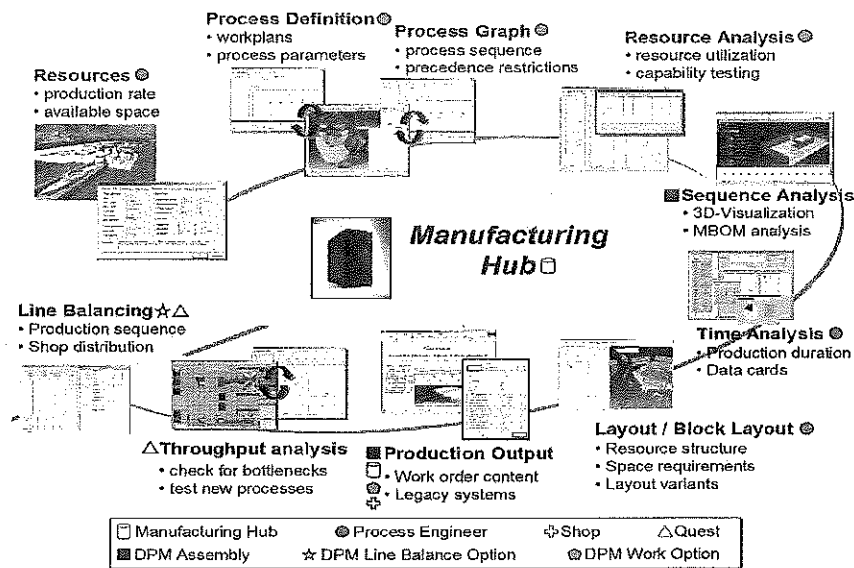 Process Definition
• workplans
• process parameters
Process Graph
• process sequence
• precedence restrictions
Resource Analysis
• resource utilization
• capability testing
Resources
• production rate
• available space
Sequence Analysis
• 3D-Visualization
• MBOM analysis
Manufacturing
Hub
Line Balancing☆△
• Production sequence
• Shop distribution
Time Analysis
• Production duration
• Data cards
△Throughput analysis
• check for bottlenecks
• test new processes
Production Output
• Work order content
• Legacy systems
Layout / Block Layout
• Resource structure
• Space requirements
• Layout variants
Manufacturing Hub
Process Engineer
Shop
△Quest
DPM Assembly
☆ DPM Line Balance Option
DPM Work Option